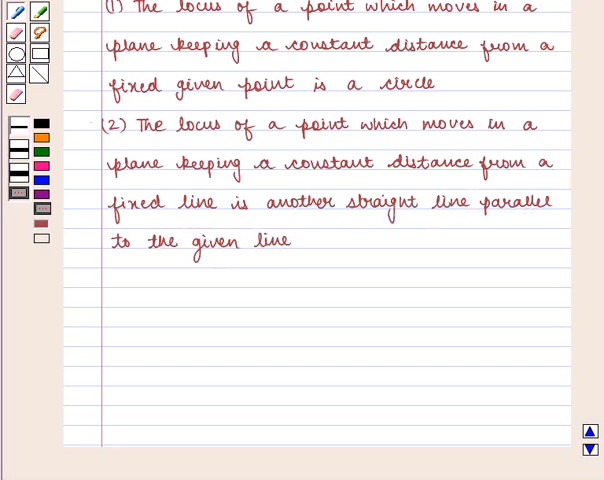 (1) The locus of a point which moves in a
plane keeping a constant distance from a
fixed given point is a circle
(2) The locus of a point which moves in a
plane keeping a constant distance from a
fixed line is another straight line parallel
to the given line